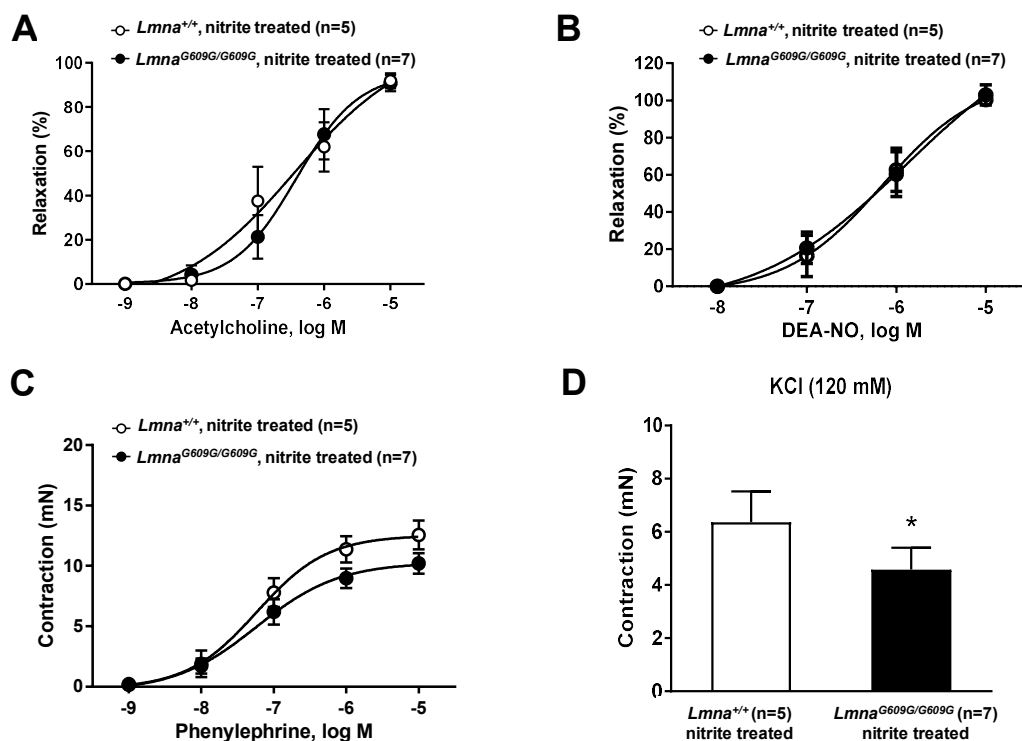 A
Lmna+/+, nitrite treated (n=5)
LmnaG609G/G609G, nitrite treated (n=7)
100
80
60
40
20
0
Relaxation (%)
-9 -8 -7 -6 -5
Acetylcholine, log M
B
Lmna+/+, nitrite treated (n=5)
LmnaG609G/G609G, nitrite treated (n=7)
120
100
80
60
40
20
0
Relaxation (%)
-8 -7 -6 -5
DEA-NO, log M
C
Lmna+/+, nitrite treated (n=5)
LmnaG609G/G609G, nitrite treated (n=7)
20
15
10
5
0
Contraction (mN)
-9 -8 -7 -6 -5
Phenylephrine, log M
D
KCl (120 mM)
10
8
6
4
2
0
Contraction (mN)
*
Lmna+/+ (n=5) LmnaG609G/G609G (n=7)
nitrite treated nitrite treated